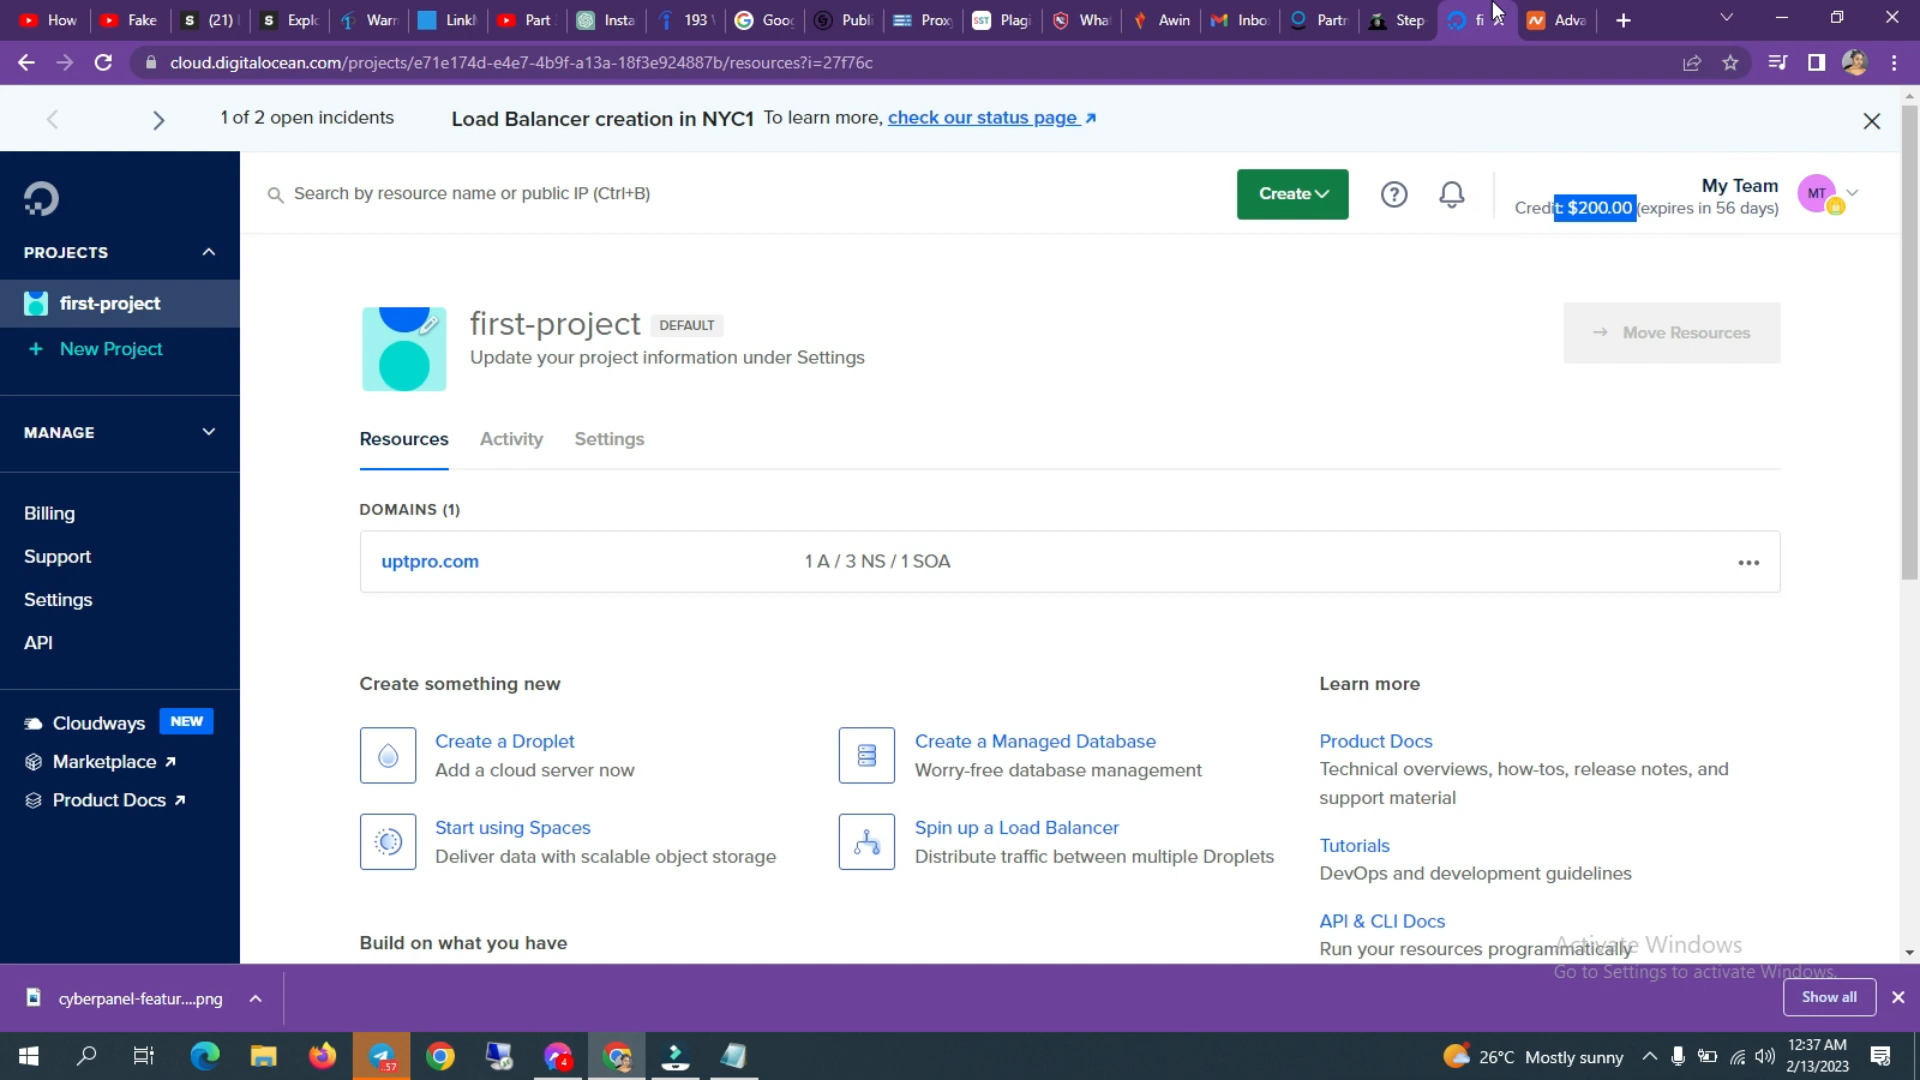 How
Fake
(21)
Explo
Warn
Linkl
Part
Insta
193
Goo
Publi
Proxy
Plagi
Wha
Awin
Inbo
Partn
Step-
fi
Adva
cloud.digitalocean.com/projects/e71e174d-e4e7-4b9f-a13a-18f3e924887b/resources?i=27f76c
1 of 2 open incidents
Load Balancer creation in NYC1 To learn more, check our status page
Search by resource name or public IP (Ctrl+B)
Create
My Team
Credit: $200.00 (expires in 56 days)
MT
PROJECTS
first-project
+ New Project
MANAGE
Billing
Support
Settings
API
Cloudways NEW
Marketplace
Product Docs
first-project DEFAULT
Update your project information under Settings
Move Resources
Resources Activity Settings
DOMAINS (1)
uptpro.com 1 A / 3 NS / 1 SOA
Create something new
Create a Droplet
Add a cloud server now
Create a Managed Database
Worry-free database management
Start using Spaces
Deliver data with scalable object storage
Spin up a Load Balancer
Distribute traffic between multiple Droplets
Build on what you have
Learn more
Product Docs
Technical overviews, how-tos, release notes, and
support material
Tutorials
DevOps and development guidelines
API & CLI Docs
Run your resources programmatically
Activate Windows
Go to Settings to activate Windows.
cyberpanel-featur....png
Show all
..57
4
26°C Mostly sunny
12:37 AM
2/13/2023